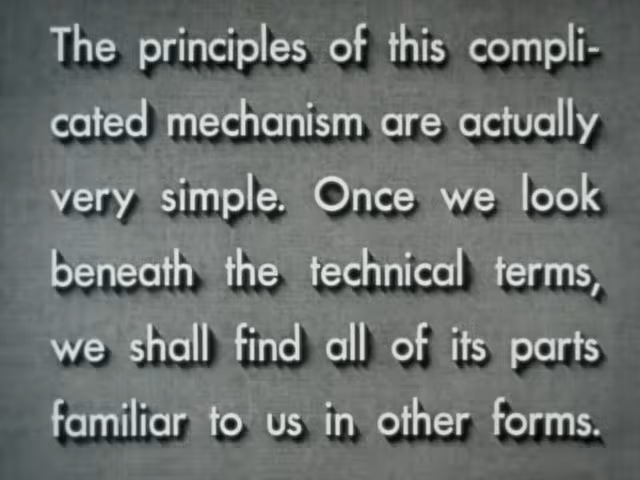 The principles of this compli-
cated mechanism are actually
very simple. Once we look
beneath the technical terms,
we shall find all of its parts
familiar to us in other forms.